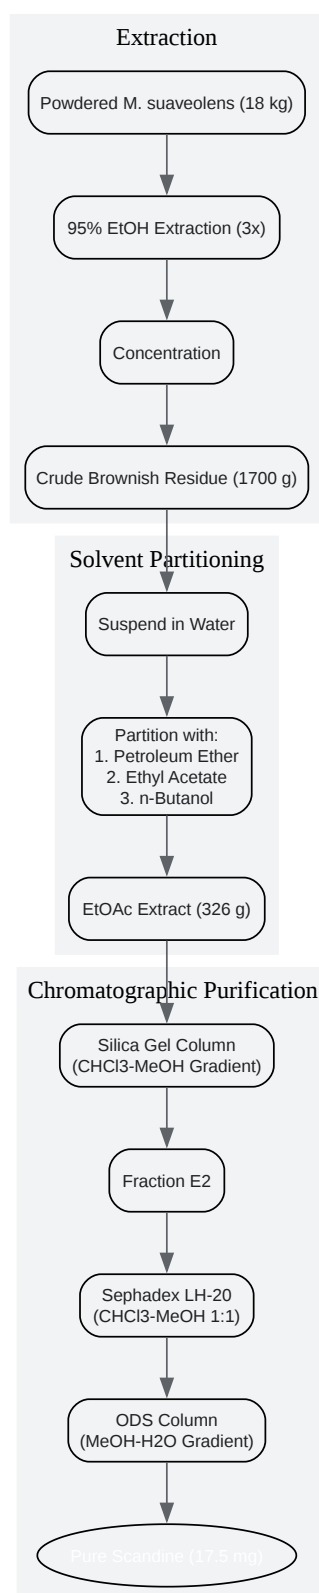 Extraction
Powdered M. suaveolens (18 kg)
95% EtOH Extraction (3x)
Concentration
Crude Brownish Residue (1700 g)
Solvent Partitioning
Suspend in Water
Partition with:
1. Petroleum Ether
2. Ethyl Acetate
3. n-Butanol
EtOAc Extract (326 g)
Chromatographic Purification
Silica Gel Column
(CHCl3-MeOH Gradient)
Fraction E2
Sephadex LH-20
(CHCl3-MeOH 1:1)
ODS Column
(MeOH-H2O Gradient)
Pure Scandine (17.5 mg)